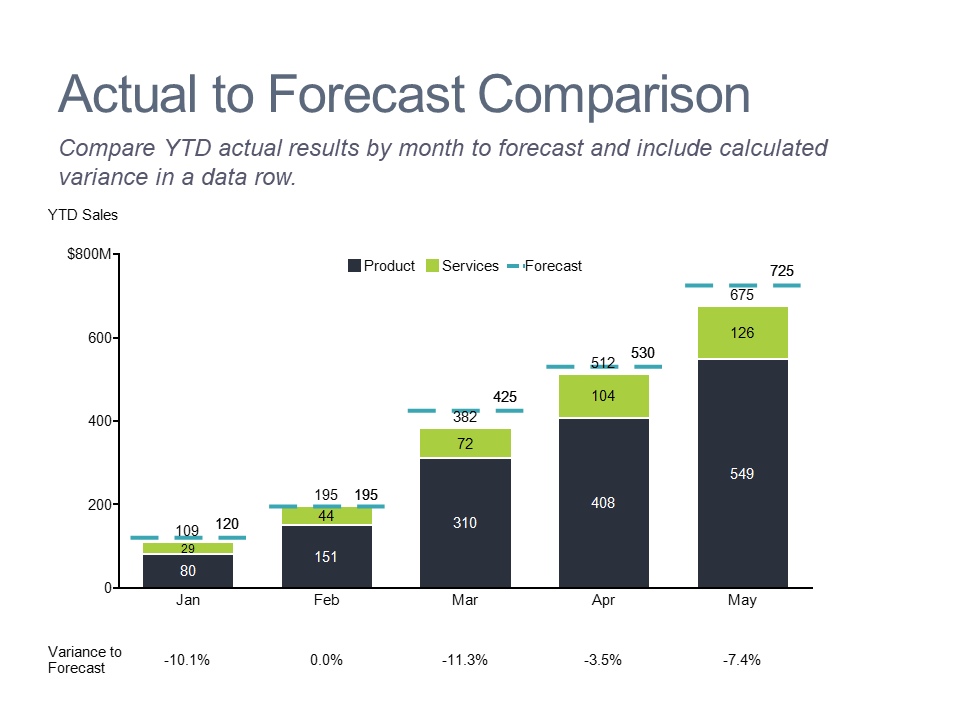 Actual to Forecast Comparison
Compare YTD actual results by month to forecast and include calculated
variance in a data row.
YTD Sales
$800M
Product Services Forecast
725
675
600
126
530
512
104
425
400
382
72
549
408
310
200
195 195
44
151
120
109
29
80
0
Jan Feb Mar Apr May
Variance to
Forecast
-10.1% 0.0% -11.3% -3.5% -7.4%